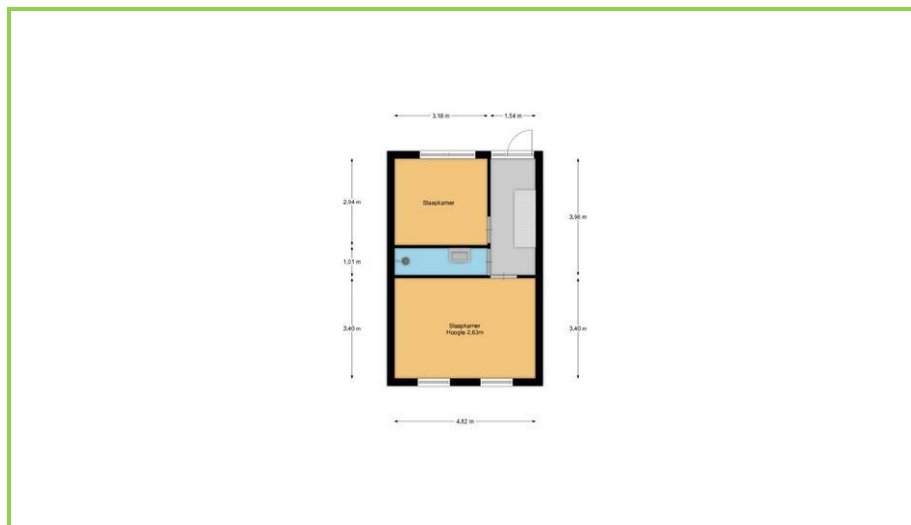 3.18 m
1.54 m
2.94 m
Slaapkamer
3.96 m
1.01 m
3.40 m
Slaapkamer
Hoogte 2,63m
3.40 m
4.82 m